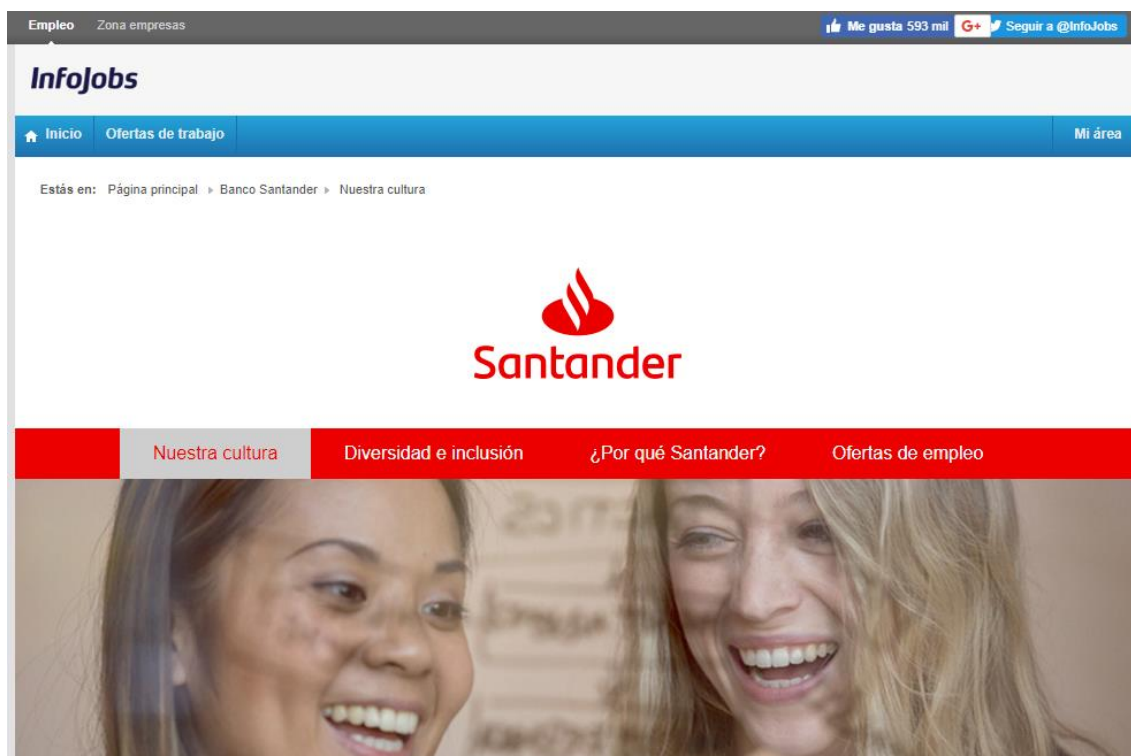 Empleo Zona empresas Me gusta 593 mil G+ Seguir a @InfoJobs
InfoJobs
Inicio Ofertas de trabajo Mi área
Estás en: Página principal Banco Santander Nuestra cultura
Santander
Nuestra cultura Diversidad e inclusión ¿Por qué Santander? Ofertas de empleo